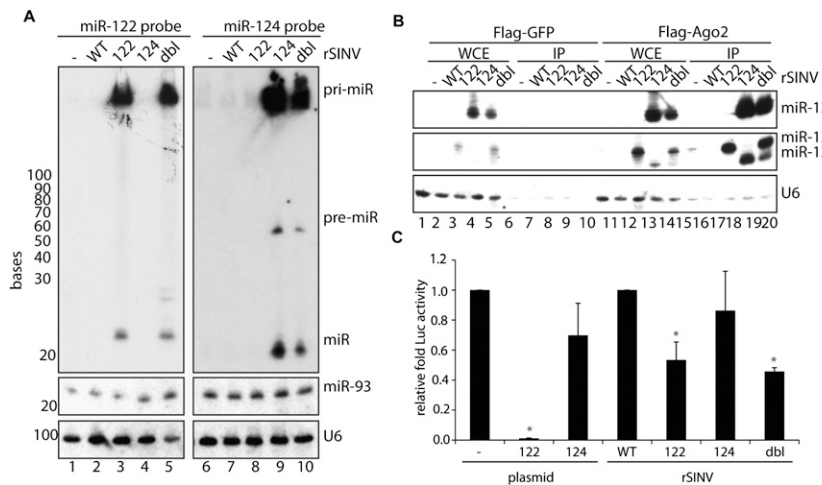 A
miR-122 probe miR-124 probe
- WT 122 124 dbl - WT 122 124 dbl rSINV
pri-miR
100
90
80
70
60
50
40
30
20
bases
pre-miR
miR
20
miR-93
100
U6
1 2 3 4 5 6 7 8 9 10
B
Flag-GFP Flag-Ago2
WCE IP WCE IP
- WT 122 124 dbl - WT 122 124 dbl - WT 122 124 dbl - WT 122 124 dbl rSINV
miR-12
miR-12
miR-12
U6
1 2 3 4 5 6 7 8 9 10 11 12 13 14 15 16 17 18 19 20
C
relative fold Luc activity
1.2
1.0
0.8
0.6
0.4
0.2
0.0
* * *
- 122 124 WT 122 124 dbl
plasmid rSINV